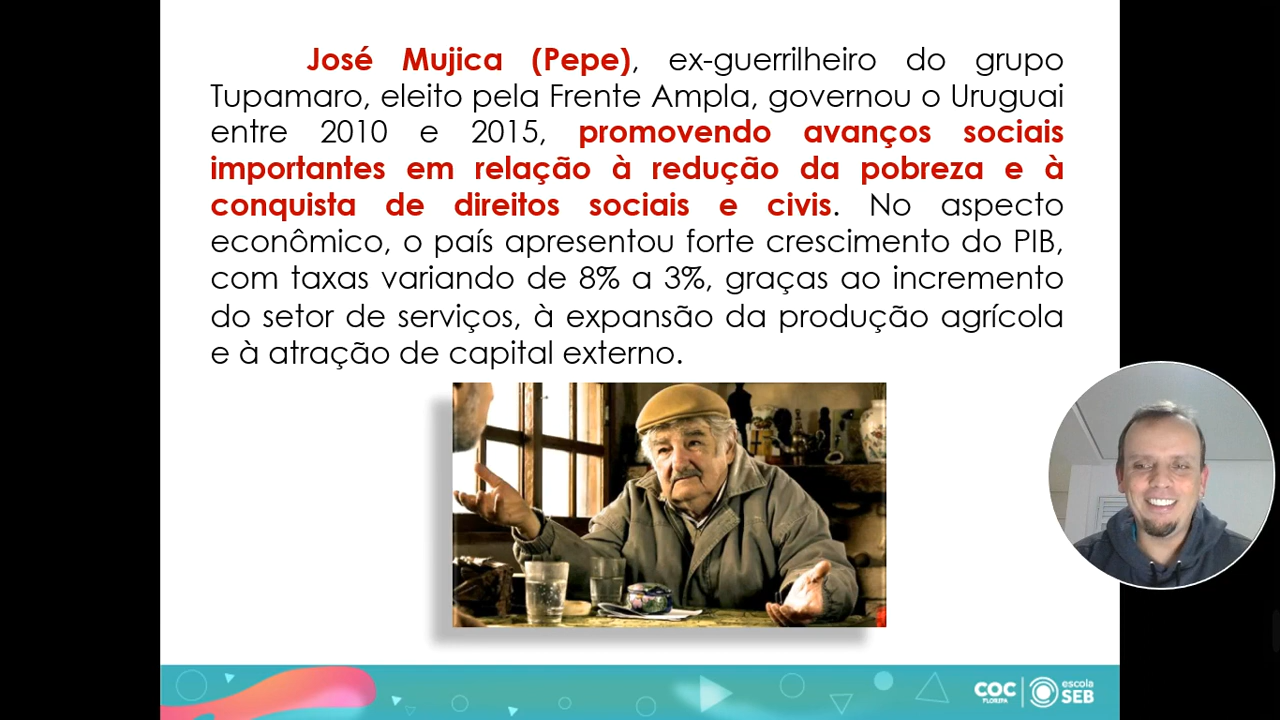 José Mujica (Pepe), ex-guerrilheiro do grupo
Tupamaro, eleito pela Frente Ampla, governou o Uruguai
entre 2010 e 2015, promovendo avanços sociais
importantes em relação à redução da pobreza e à
conquista de direitos sociais e civis. No aspecto
econômico, o país apresentou forte crescimento do PIB,
com taxas variando de 8% a 3%, graças ao incremento
do setor de serviços, à expansão da produção agrícola
e à atração de capital externo.
COC
FLORIPA
escola
SEB